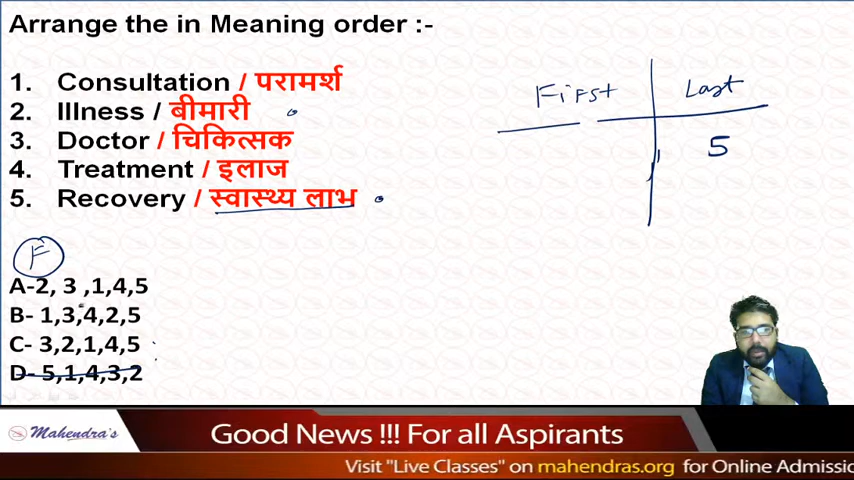 Arrange the in Meaning order :-
First
Last
1. Consultation / परामर्श
2. Illness / बीमारी
3. Doctor / चिकित्सक
5
4. Treatment / इलाज
5. Recovery / स्वास्थ्य लाभ
F
A-2, 3 ,1,4,5
B- 1,3,4,2,5
C- 3,2,1,4,5
D- 5,1,4,3,2
Mahendra's
Good News !!! For all Aspirants
Visit "Live Classes" on mahendras.org for Online Admissio